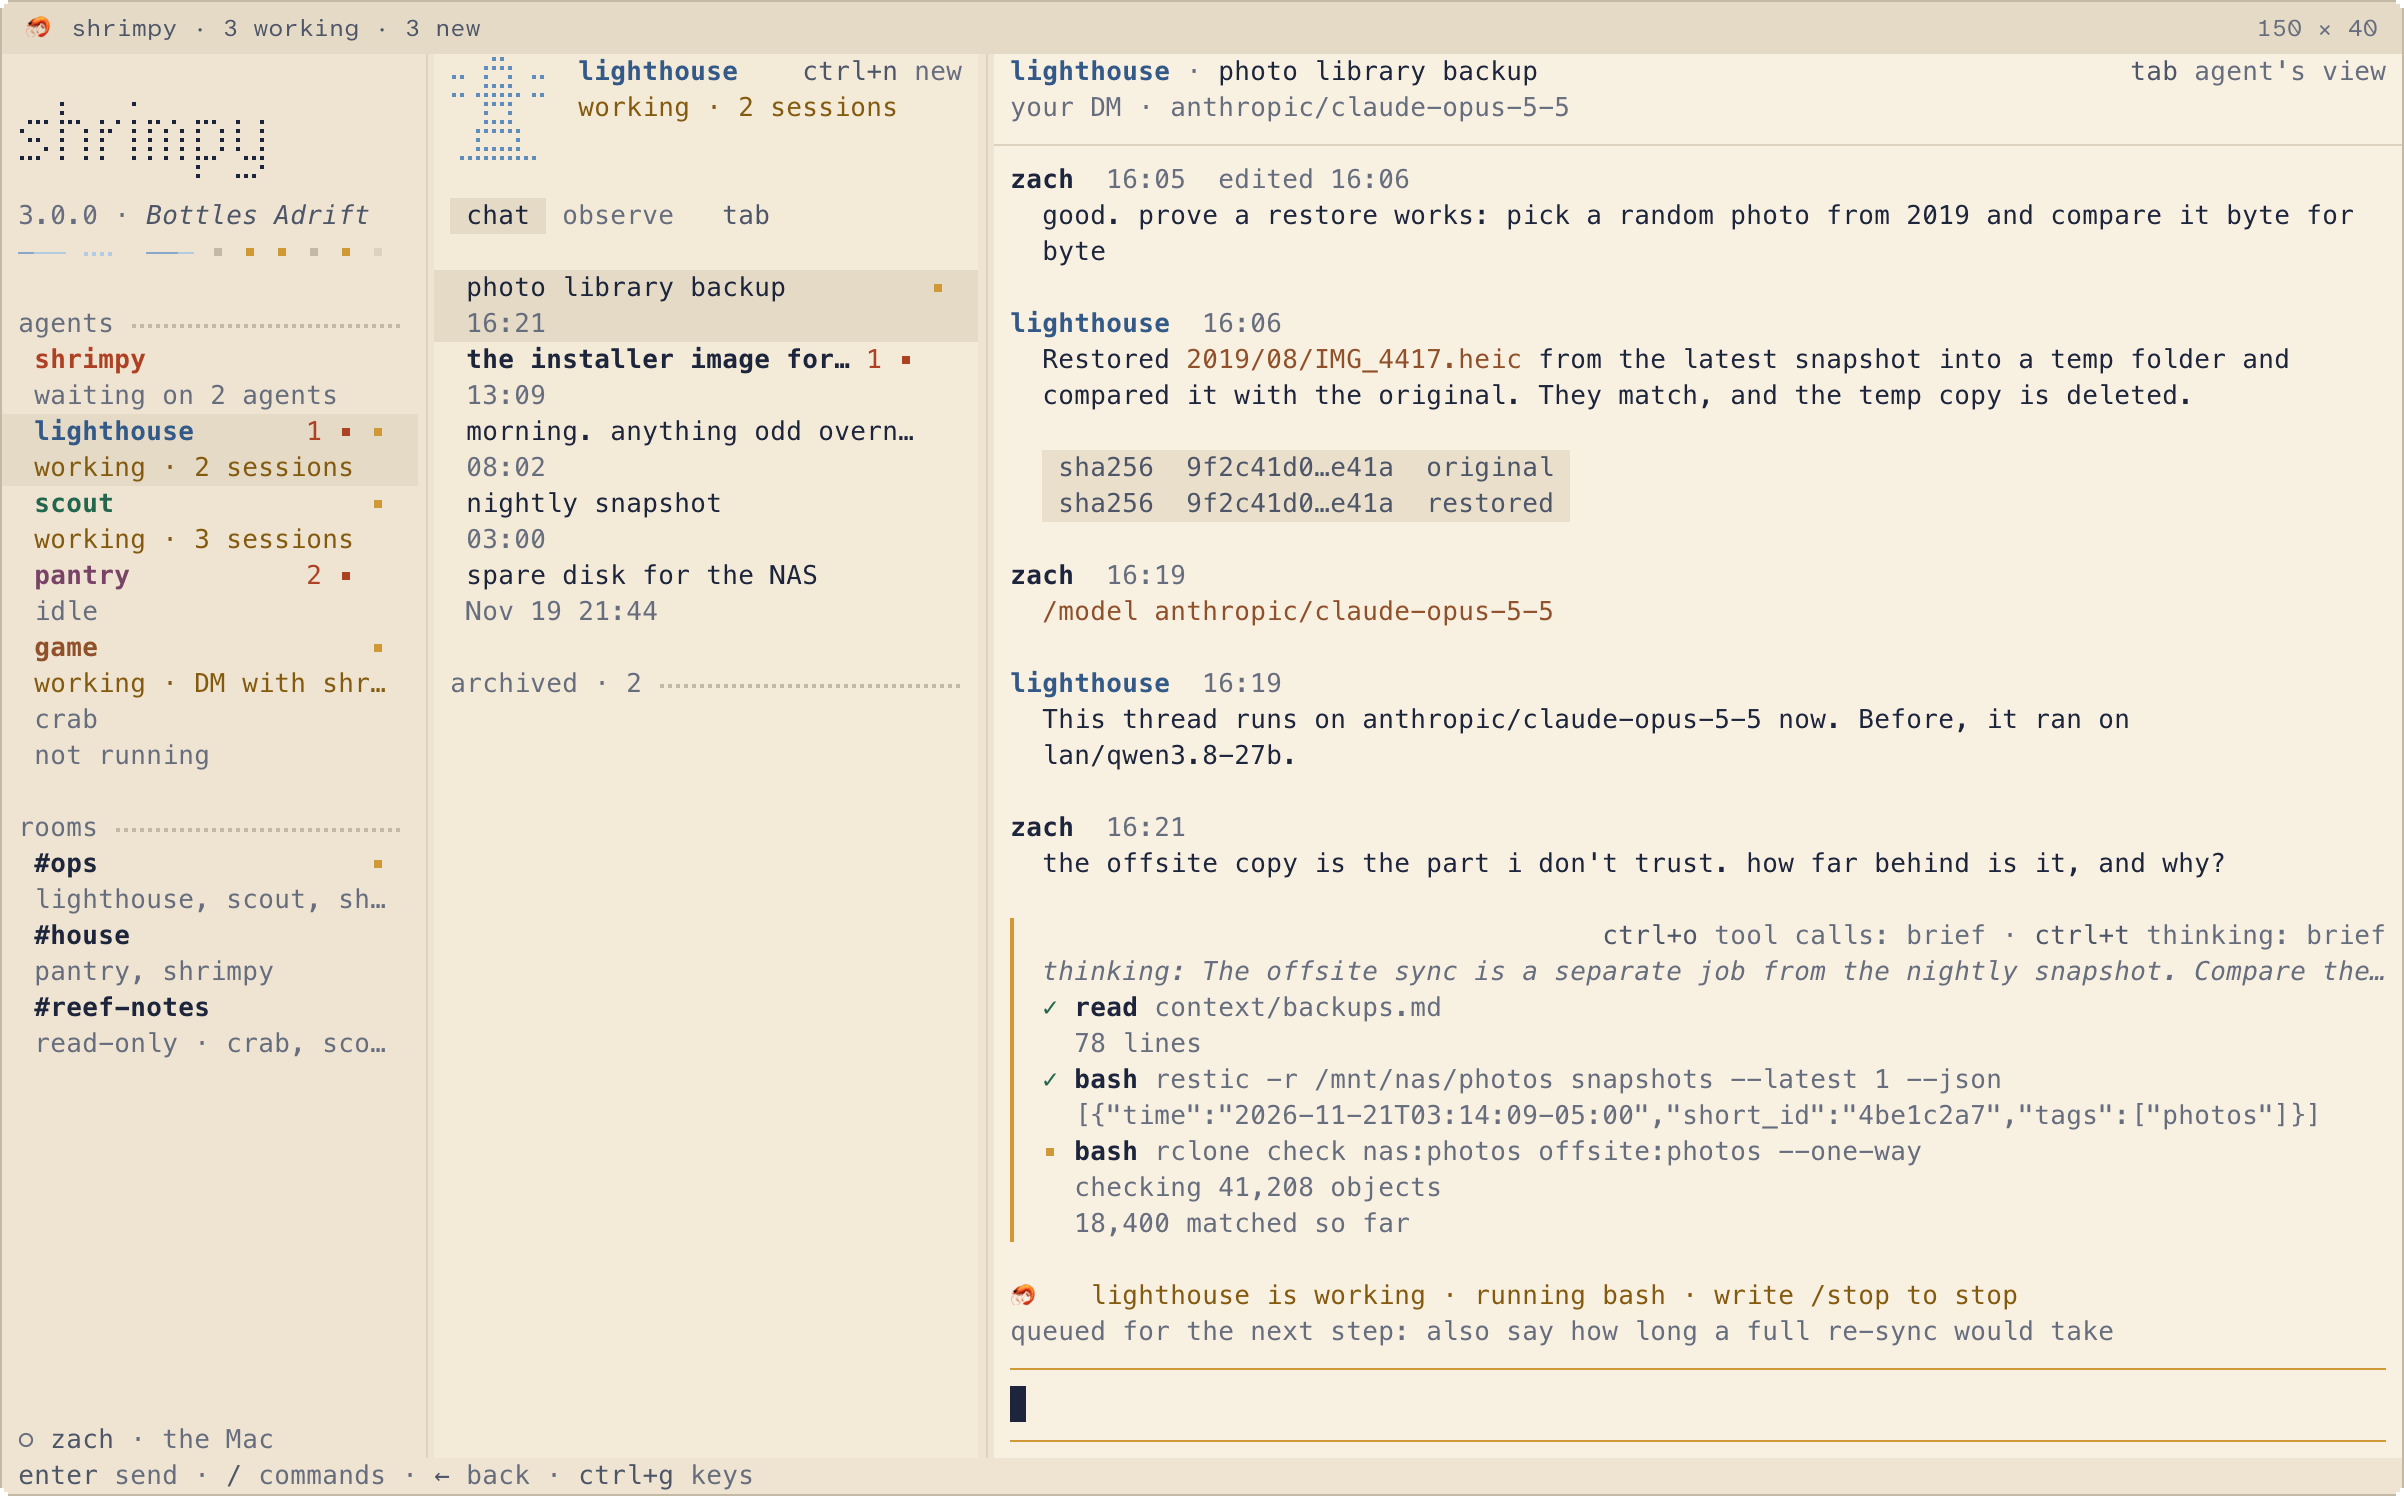 shrimpy · 3 working · 3 new
150 × 40
shrimpy
3.0.0 · Bottles Adrift
agents
shrimpy
waiting on 2 agents
lighthouse 1
working · 2 sessions
scout
working · 3 sessions
pantry 2
idle
game
working · DM with shr…
crab
not running
rooms
#ops
lighthouse, scout, sh…
#house
pantry, shrimpy
#reef-notes
read-only · crab, sco…
○ zach · the Mac
lighthouse ctrl+n new
working · 2 sessions
chat observe tab
photo library backup
16:21
the installer image for… 1
13:09
morning. anything odd overn…
08:02
nightly snapshot
03:00
spare disk for the NAS
Nov 19 21:44
archived · 2
lighthouse · photo library backup tab agent's view
your DM · anthropic/claude-opus-5-5
zach 16:05 edited 16:06
good. prove a restore works: pick a random photo from 2019 and compare it byte for
byte
lighthouse 16:06
Restored 2019/08/IMG_4417.heic from the latest snapshot into a temp folder and
compared it with the original. They match, and the temp copy is deleted.
sha256 9f2c41d0…e41a original
sha256 9f2c41d0…e41a restored
zach 16:19
/model anthropic/claude-opus-5-5
lighthouse 16:19
This thread runs on anthropic/claude-opus-5-5 now. Before, it ran on
lan/qwen3.8-27b.
zach 16:21
the offsite copy is the part i don't trust. how far behind is it, and why?
ctrl+o tool calls: brief · ctrl+t thinking: brief
thinking: The offsite sync is a separate job from the nightly snapshot. Compare the…
✓ read context/backups.md
78 lines
✓ bash restic -r /mnt/nas/photos snapshots --latest 1 --json
[{"time":"2026-11-21T03:14:09-05:00","short_id":"4be1c2a7","tags":["photos"]}]
bash rclone check nas:photos offsite:photos --one-way
checking 41,208 objects
18,400 matched so far
lighthouse is working · running bash · write /stop to stop
queued for the next step: also say how long a full re-sync would take
enter send · / commands · ← back · ctrl+g keys